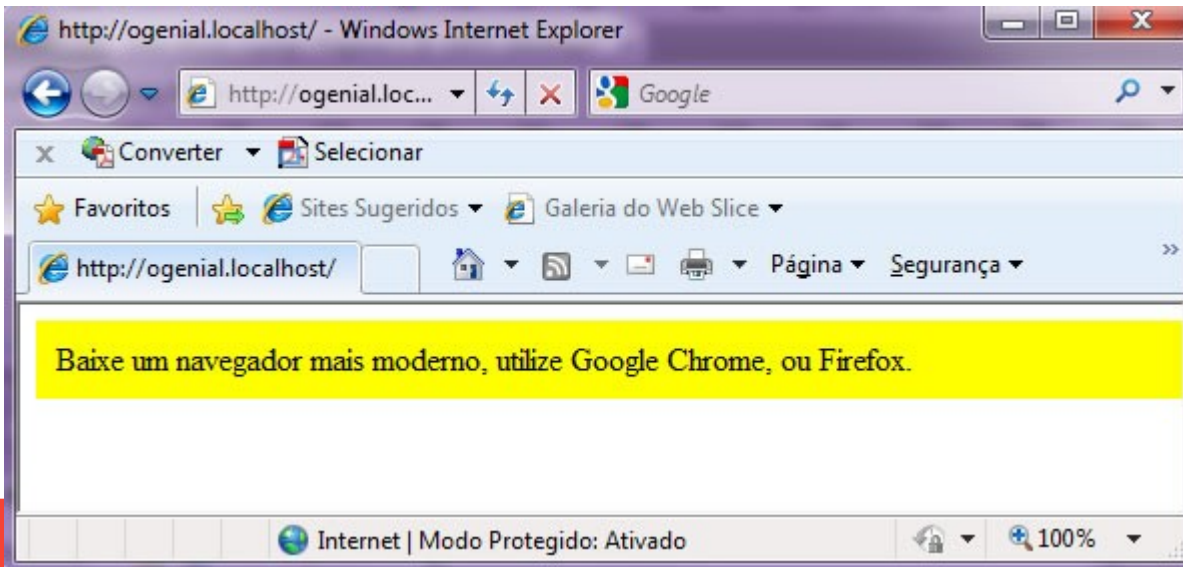 http://ogenial.localhost/ - Windows Internet Explorer
http://ogenial.loc... Google
x Converter Selecionar
Favoritos Sites Sugeridos Galeria do Web Slice
http://ogenial.localhost/ Página Segurança »
Baixe um navegador mais moderno, utilize Google Chrome, ou Firefox.
Internet | Modo Protegido: Ativado 100%